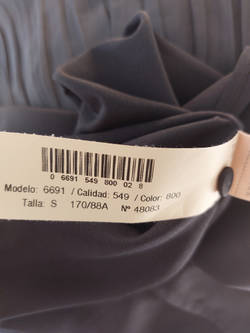 0 6691 549 800 02 8
Modelo: 6691 / Calidad: 549 / Color: 800
Talla: S 170/88A Nº 48083